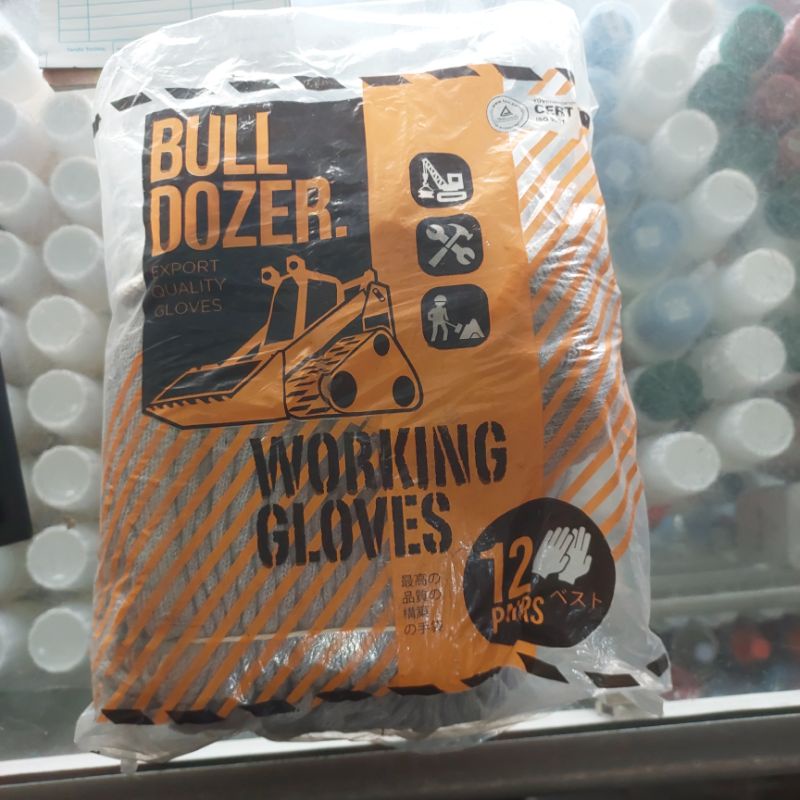 BULL
DOZER.
EXPORT
QUALITY
GLOVES
CERT
WORKING
GLOVES
12
PAIRS
ベスト
最高の
品質の
構築
の手袋